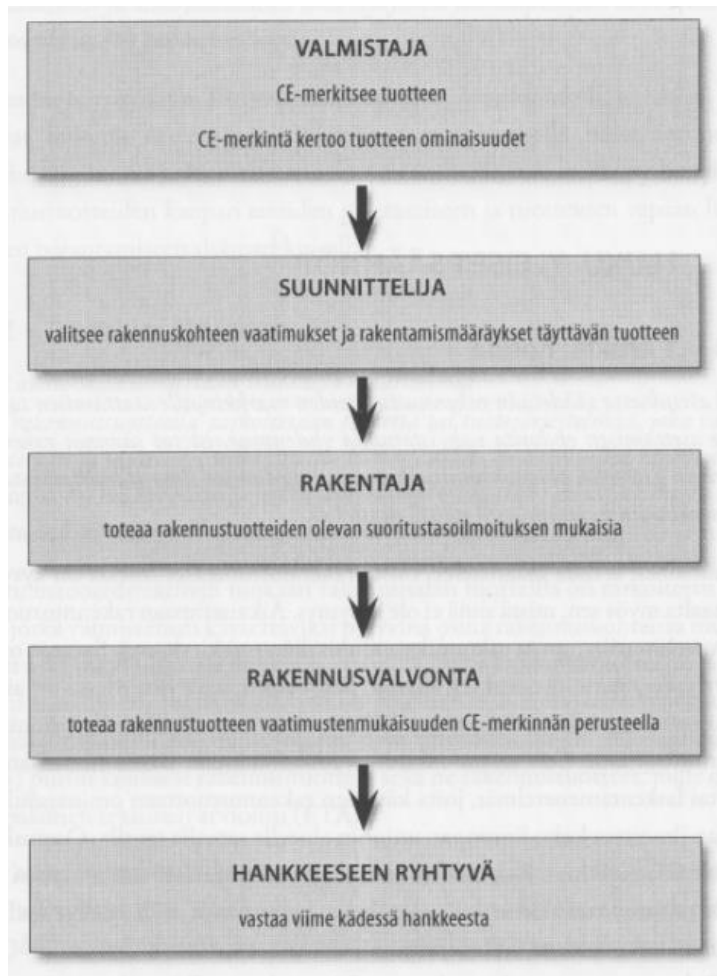 VALMISTAJA
CE-merkitsee tuotteen
CE-merkintä kertoo tuotteen ominaisuudet
SUUNNITTELIJA
valitsee rakennuskohteen vaatimukset ja rakentamismääräykset täyttävän tuotteen
RAKENTAJA
toteaa rakennustuotteiden olevan suoritustasoilmoituksen mukaisia
RAKENNUSVALVONTA
toteaa rakennustuotteen vaatimustenmukaisuuden CE-merkinnän perusteella
HANKKEESEEN RYHTYVÄ
vastaa viime kädessä hankkeesta